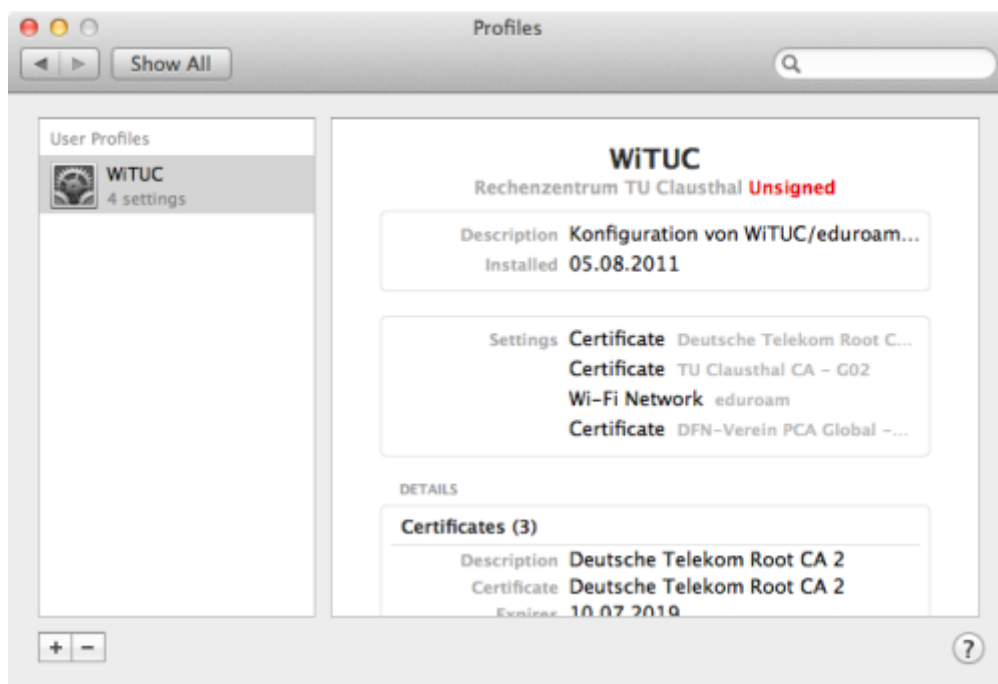 Profiles
Show All
User Profiles
WiTUC
4 settings
WiTUC
Rechenzentrum TU Clausthal Unsigned
Description Konfiguration von WiTUC/eduroam...
Installed 05.08.2011
Settings Certificate Deutsche Telekom Root C...
Certificate TU Clausthal CA - G02
Wi-Fi Network eduroam
Certificate DFN-Verein PCA Global -...
DETAILS
Certificates (3)
Description Deutsche Telekom Root CA 2
Certificate Deutsche Telekom Root CA 2
Expires 10.07.2019
+ - ?